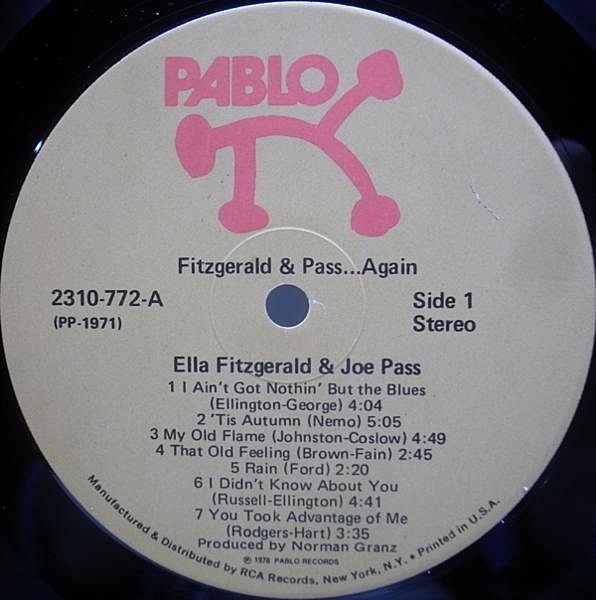 PABLO
Fitzgerald & Pass...Again
2310-772-A
(PP-1971)
Side 1
Stereo
Ella Fitzgerald & Joe Pass
1 I Ain't Got Nothin' But the Blues
(Ellington-George) 4:04
2 'Tis Autumn (Nemo) 5:05
3 My Old Flame (Johnston-Coslow) 4:49
4 That Old Feeling (Brown-Fain) 2:45
5 Rain (Ford) 2:20
6 I Didn't Know About You
(Russell-Ellington) 4:41
7 You Took Advantage of Me
(Rodgers-Hart) 3:35
Produced by Norman Granz
℗ 1976 PABLO RECORDS
Manufactured & Distributed by RCA Records, New York, N.Y. • Printed in U.S.A.